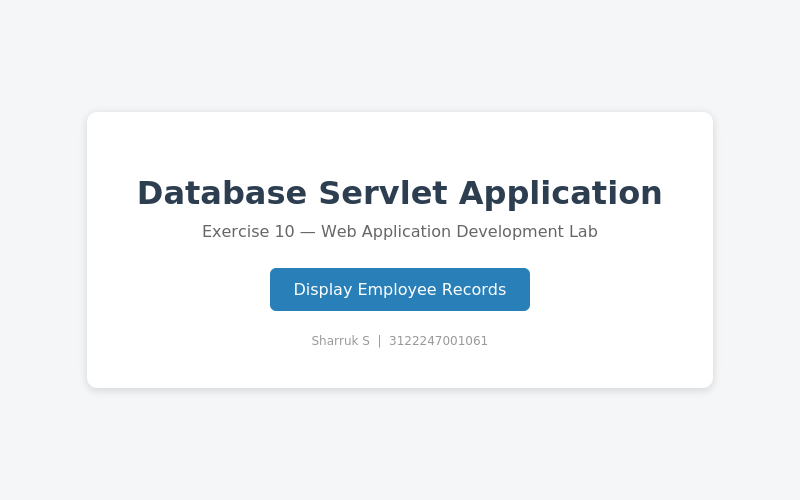 Database Servlet Application
Exercise 10 — Web Application Development Lab
Display Employee Records
Sharruk S | 3122247001061